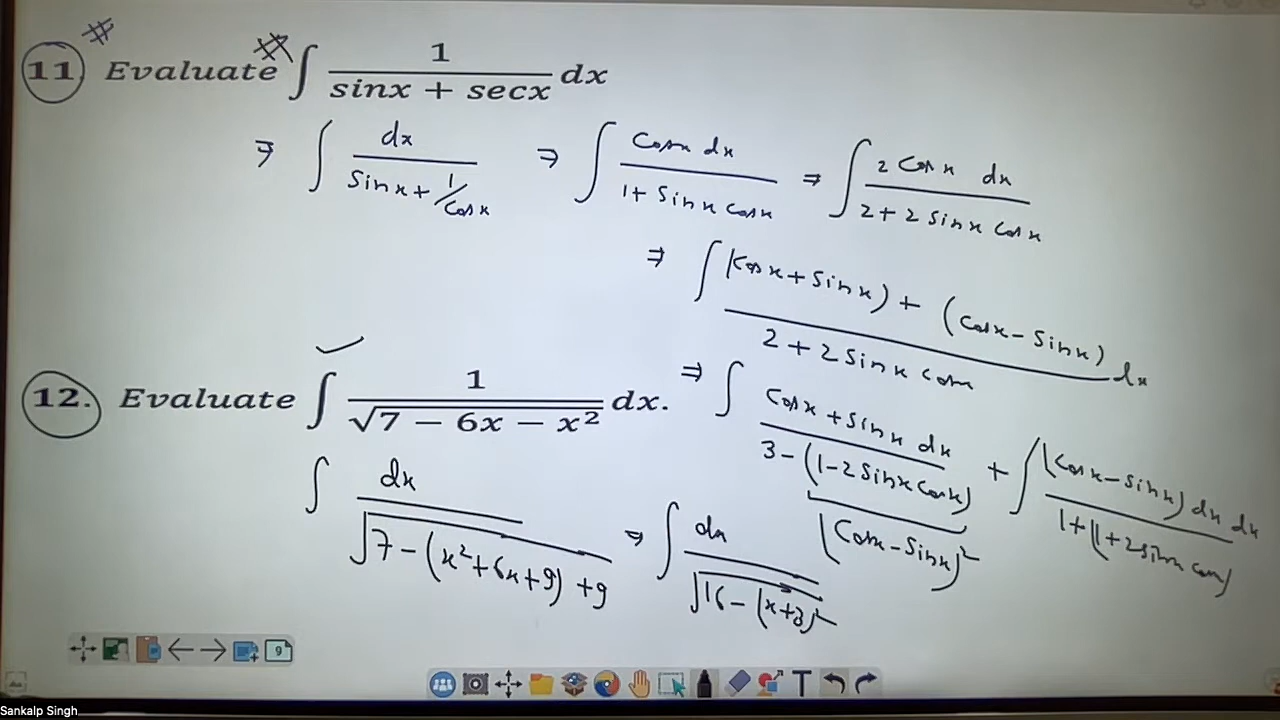 11) Evaluate ∫ 1/(sinx + secx) dx
⇒ ∫ dx/(Sinx + 1/Cosx) ⇒ ∫ Cosx dx/(1 + Sinx Cosx) ⇒ ∫ 2 Cosx dx/(2 + 2 Sinx Cosx)
⇒ ∫ (Cosx + Sinx) + (Cosx − Sinx)/(2 + 2 Sinx Cosx) dx
⇒ ∫ Cosx + Sinx dx/(3 − (1 − 2 Sinx Cosx)) + ∫ (Cosx − Sinx) dx dx/(1 + (1 + 2 Sinx Cosx)
(Cosx − Sinx)²
12. Evaluate ∫ 1/√(7 − 6x − x²) dx.
∫ dx/√(7 − (x² + 6x + 9) + 9) ⇒ ∫ dx/√(16 − (x + 3)²)
9
T
Sankalp Singh